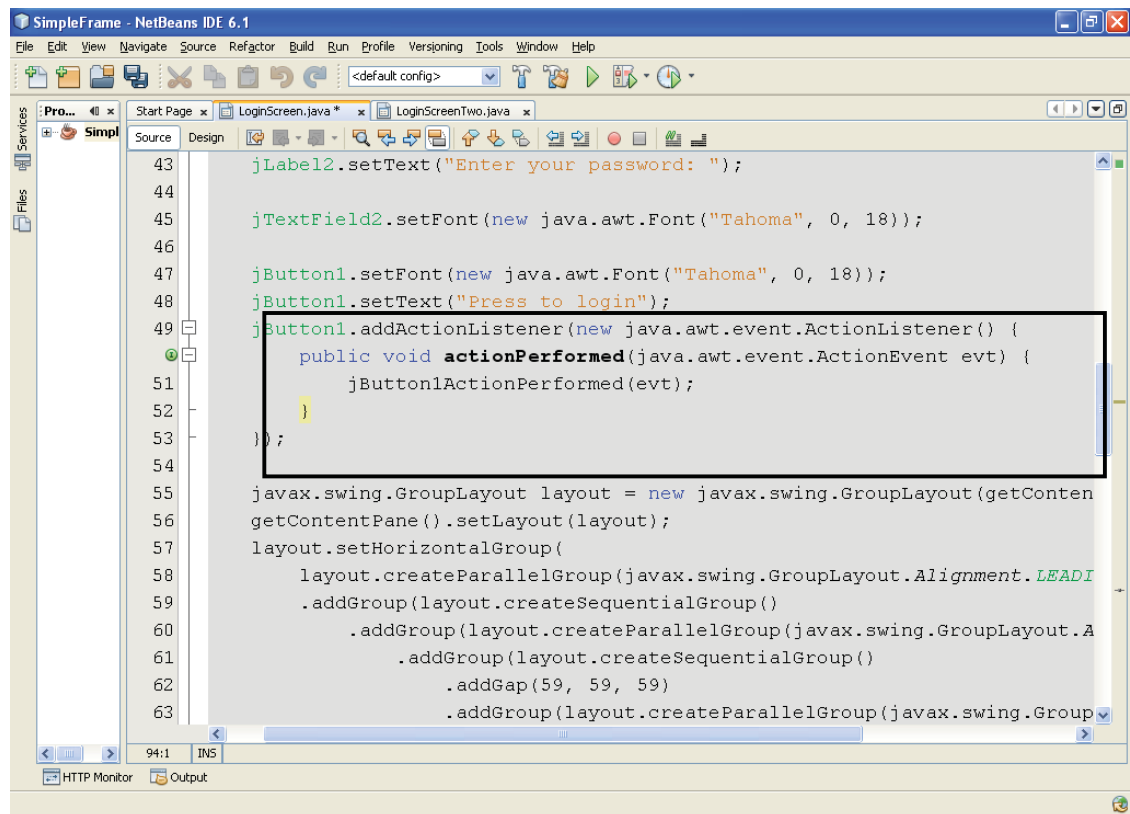 SimpleFrame - NetBeans IDE 6.1
File Edit View Navigate Source Refactor Build Run Profile Versioning Tools Window Help
<default config>
Services
Files
Pro... Start Page x LoginScreen.java * x LoginScreenTwo.java x
Simpl Source Design
43 jLabel2.setText("Enter your password: ");
44
45 jTextField2.setFont(new java.awt.Font("Tahoma", 0, 18));
46
47 jButton1.setFont(new java.awt.Font("Tahoma", 0, 18));
48 jButton1.setText("Press to login");
49 jButton1.addActionListener(new java.awt.event.ActionListener() {
public void actionPerformed(java.awt.event.ActionEvent evt) {
51 jButton1ActionPerformed(evt);
52 }
53 });
54
55 javax.swing.GroupLayout layout = new javax.swing.GroupLayout(getConten
56 getContentPane().setLayout(layout);
57 layout.setHorizontalGroup(
58 layout.createParallelGroup(javax.swing.GroupLayout.Alignment.LEADI
59 .addGroup(layout.createSequentialGroup()
60 .addGroup(layout.createParallelGroup(javax.swing.GroupLayout.A
61 .addGroup(layout.createSequentialGroup()
62 .addGap(59, 59, 59)
63 .addGroup(layout.createParallelGroup(javax.swing.Group
94:1 INS
HTTP Monitor Output